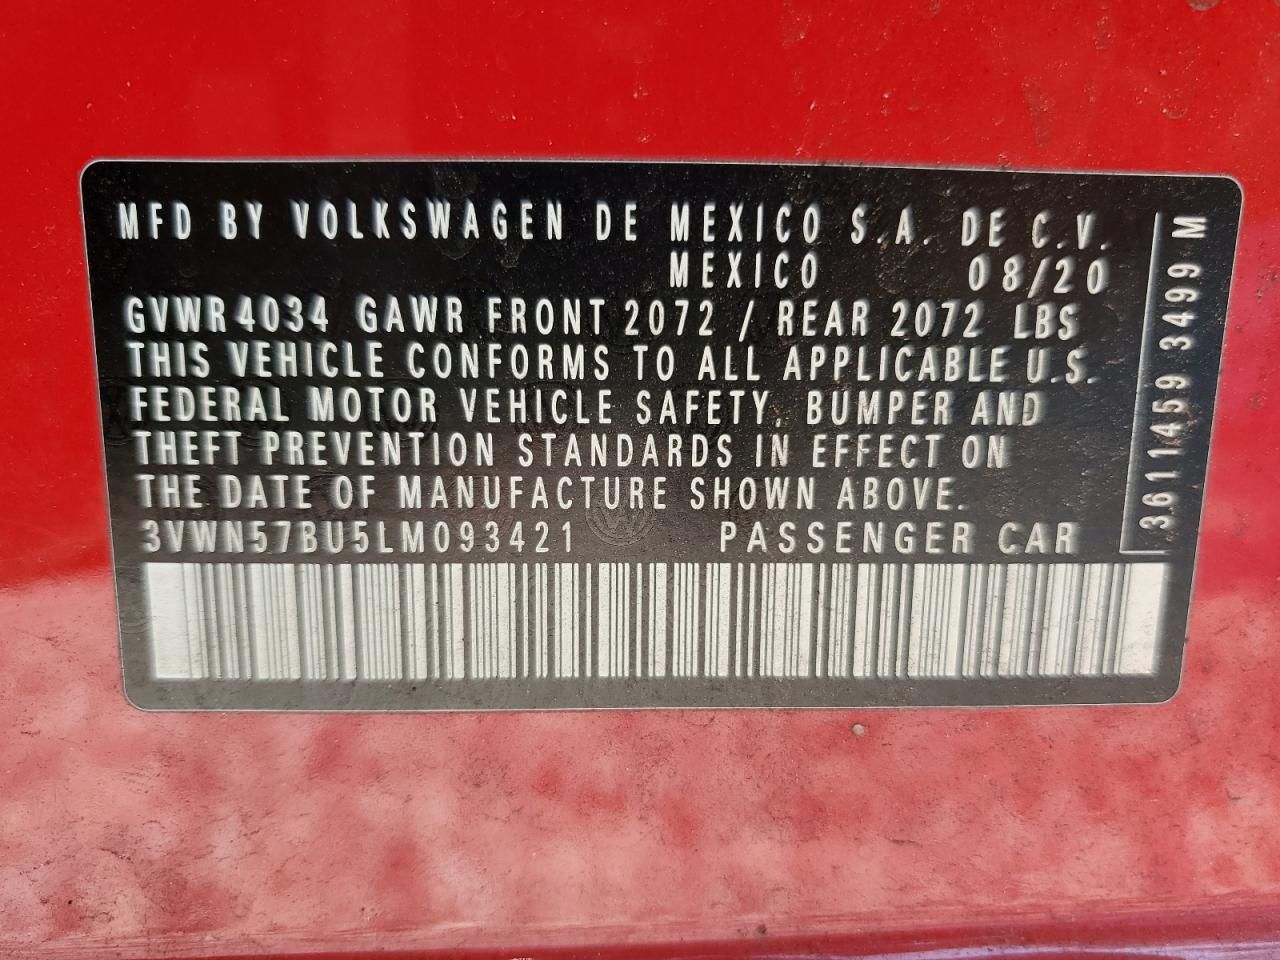 MFD BY VOLKSWAGEN DE MEXICO S.A. DE C.V.
MEXICO 08/20
GVWR 4034 GAWR FRONT 2072 / REAR 2072 LBS
THIS VEHICLE CONFORMS TO ALL APPLICABLE U.S.
FEDERAL MOTOR VEHICLE SAFETY, BUMPER AND
THEFT PREVENTION STANDARDS IN EFFECT ON
THE DATE OF MANUFACTURE SHOWN ABOVE.
3VWN57BU5LM093421 PASSENGER CAR
3611459 3499 M